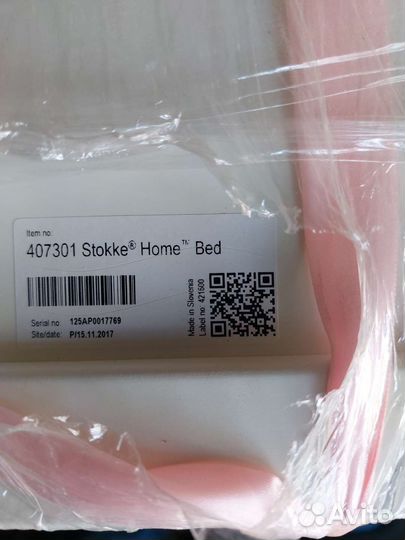 Item no:
407301 Stokke® Home™ Bed
Serial no 125AP0017769
Site/date: P/15.11.2017
Made in Slovenia
Label no: 421500
Avito